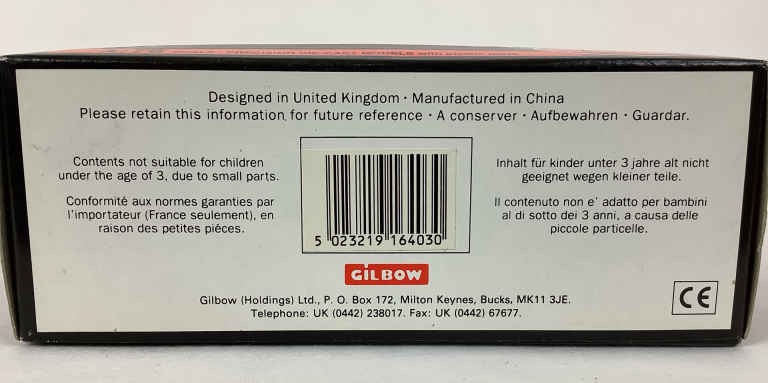 Designed in United Kingdom · Manufactured in China
Please retain this information for future reference · A conserver · Aufbewahren · Guardar.
Contents not suitable for children
under the age of 3, due to small parts.
Conformité aux normes garanties par
l'importateur (France seulement), en
raison des petites piéces.
5 023219 164030
Inhalt für kinder unter 3 jahre alt nicht
geeignet wegen kleiner teile.
Il contenuto non e' adatto per bambini
al di sotto dei 3 anni, a causa delle
piccole particelle.
GILBOW
Gilbow (Holdings) Ltd., P. O. Box 172, Milton Keynes, Bucks, MK11 3JE.
Telephone: UK (0442) 238017. Fax: UK (0442) 67677.
CE